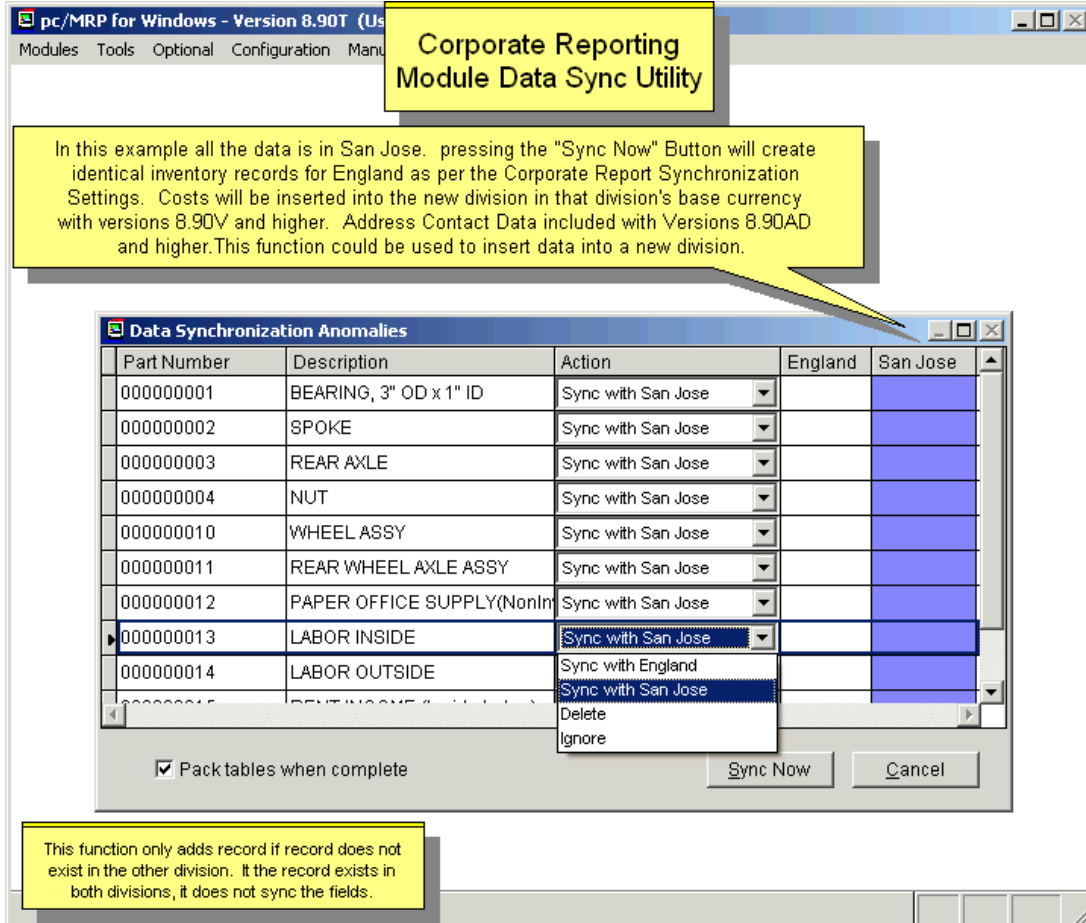 pc/MRP for Windows - Version 8.90T (Us
Modules Tools Optional Configuration Manu
Corporate Reporting
Module Data Sync Utility
In this example all the data is in San Jose. pressing the "Sync Now" Button will create
identical inventory records for England as per the Corporate Report Synchronization
Settings. Costs will be inserted into the new division in that division's base currency
with versions 8.90V and higher. Address Contact Data included with Versions 8.90AD
and higher.This function could be used to insert data into a new division.
Data Synchronization Anomalies
Part Number Description Action England San Jose
000000001 BEARING, 3" OD x 1" ID Sync with San Jose
000000002 SPOKE Sync with San Jose
000000003 REAR AXLE Sync with San Jose
000000004 NUT Sync with San Jose
000000010 WHEEL ASSY Sync with San Jose
000000011 REAR WHEEL AXLE ASSY Sync with San Jose
000000012 PAPER OFFICE SUPPLY(NonIn Sync with San Jose
000000013 LABOR INSIDE Sync with San Jose
000000014 LABOR OUTSIDE
Sync with England
Sync with San Jose
Delete
Ignore
Pack tables when complete
Sync Now
Cancel
This function only adds record if record does not
exist in the other division. It the record exists in
both divisions, it does not sync the fields.